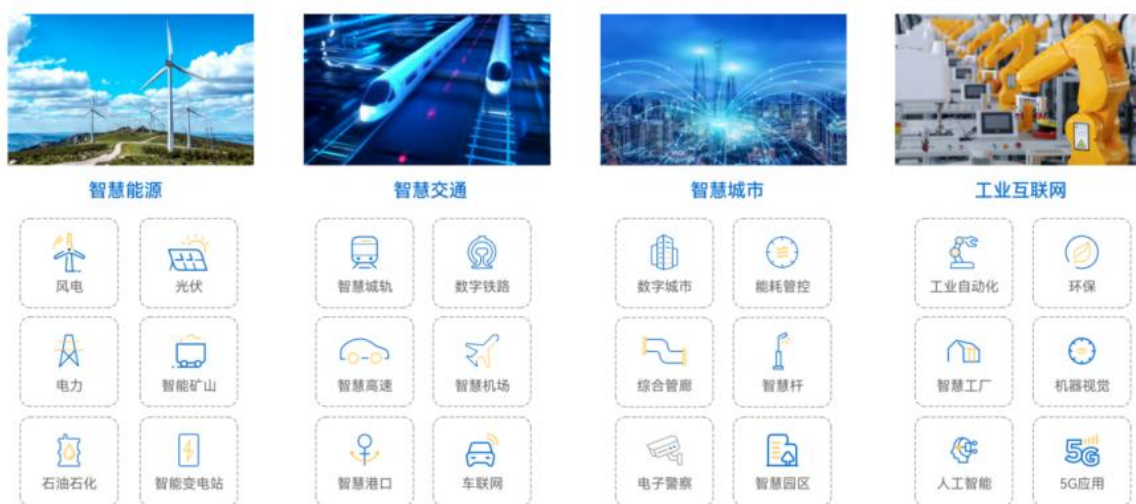 智慧能源
智慧交通
智慧城市
工业互联网
风电
光伏
智慧城轨
数字铁路
数字城市
能耗管控
工业自动化
环保
电力
智能矿山
智慧高速
智慧机场
综合管廊
智慧杆
智慧工厂
机器视觉
石油石化
智能变电站
智慧港口
车联网
电子警察
智慧园区
人工智能
5G
5G应用